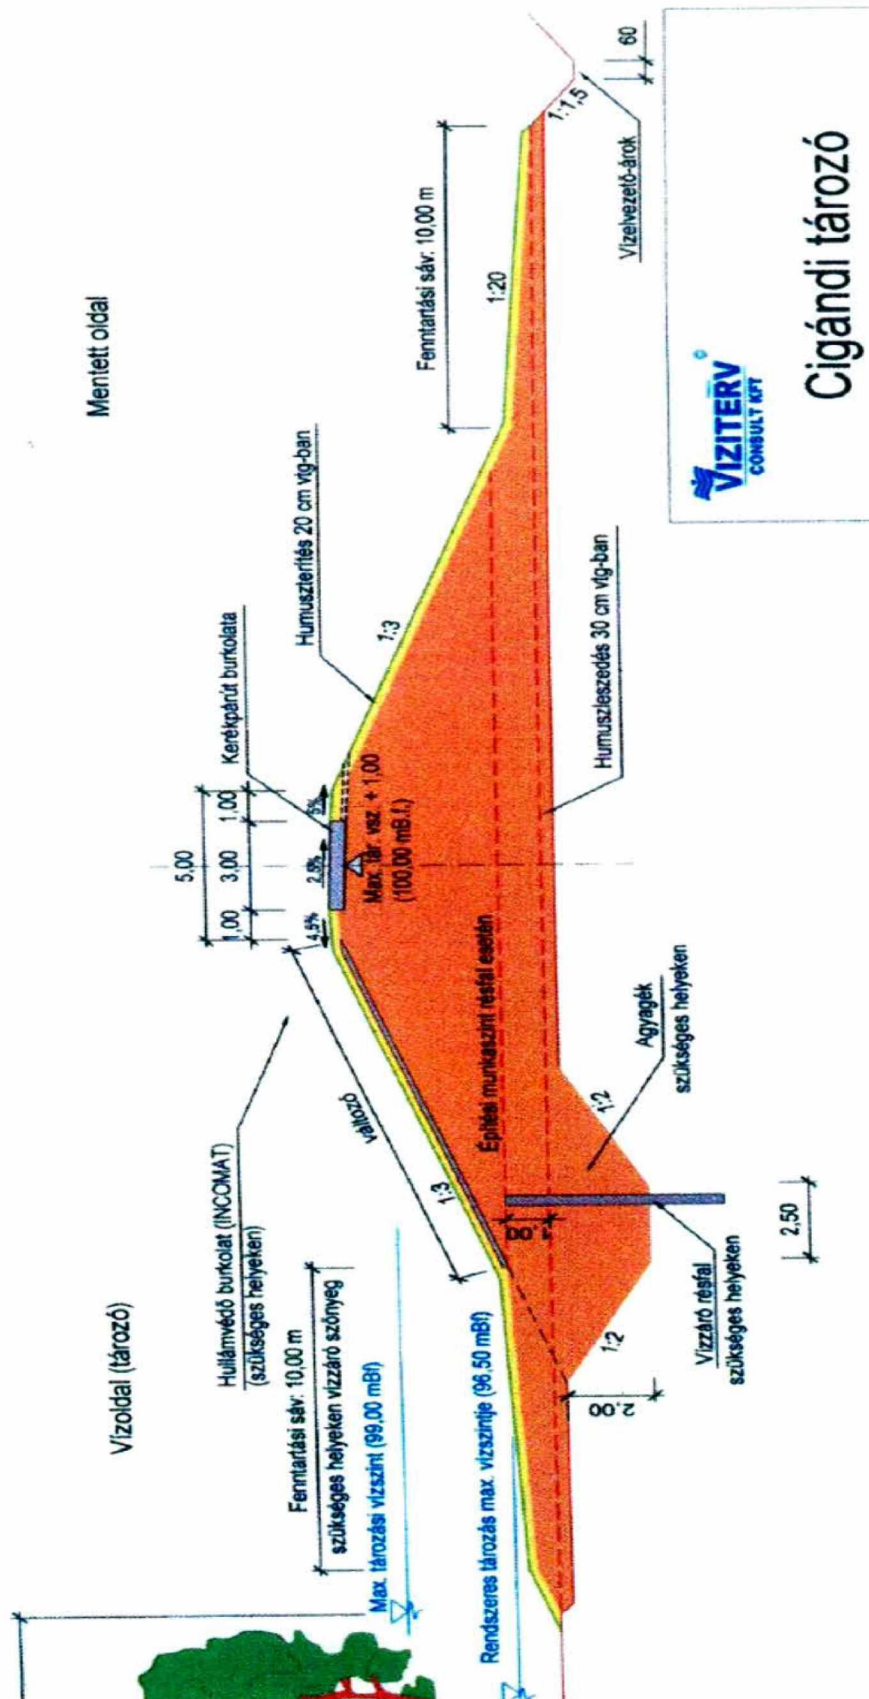 Vízoldal (tározó)
Mentett oldal
Hullámvédő burkolat (INCOMAT)
(szükséges helyeken)
Fenntartási sáv: 10,00 m
szükséges helyeken vízzáró szőnyeg
Max. tározási vízszint (99,00 mBf)
Rendszeres tározás max. vízszintje (96,50 mBf)
változó
1:3
5,00
1,00
3,00
1,00
4,5%
2,5%
5%
Kerékpárút burkolata
Max. tár. vsz. + 1,00
(100,00 mB.f.)
Humuszterítés 20 cm vtg-ban
1:3
Fenntartási sáv: 10,00 m
1:20
1:1,5
60
Vízelvezető-árok
Építési munkaszint résfal esetén
1:2
1:2
2,00
2,50
Vízzáró résfal
szükséges helyeken
Agyagék
szükséges helyeken
Humuszleszedés 30 cm vtg-ban
VIZITERV ©
CONSULT KFT
Cigándi tározó